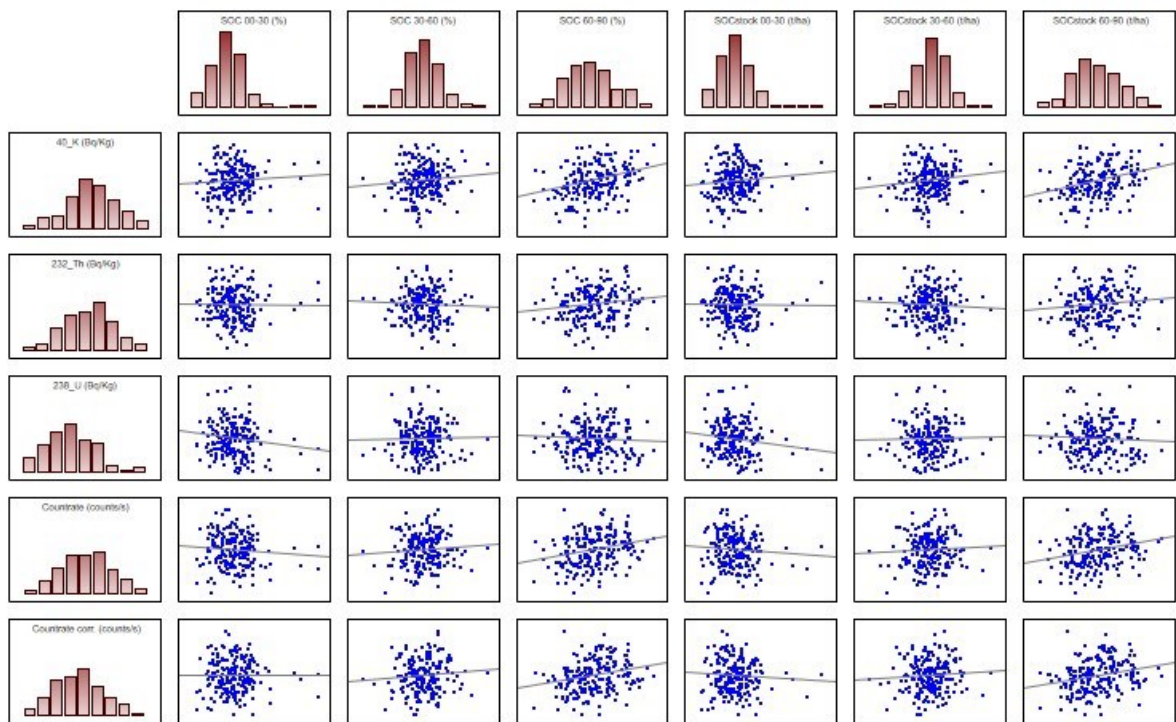 SOC 00-30 (%)
SOC 30-60 (%)
SOC 60-90 (%)
SOCstock 00-30 (t/ha)
SOCstock 30-60 (t/ha)
SOCstock 60-90 (t/ha)
40_K (Bq/Kg)
232_Th (Bq/Kg)
238_U (Bq/Kg)
Countrate (counts/s)
Countrate corr. (counts/s)